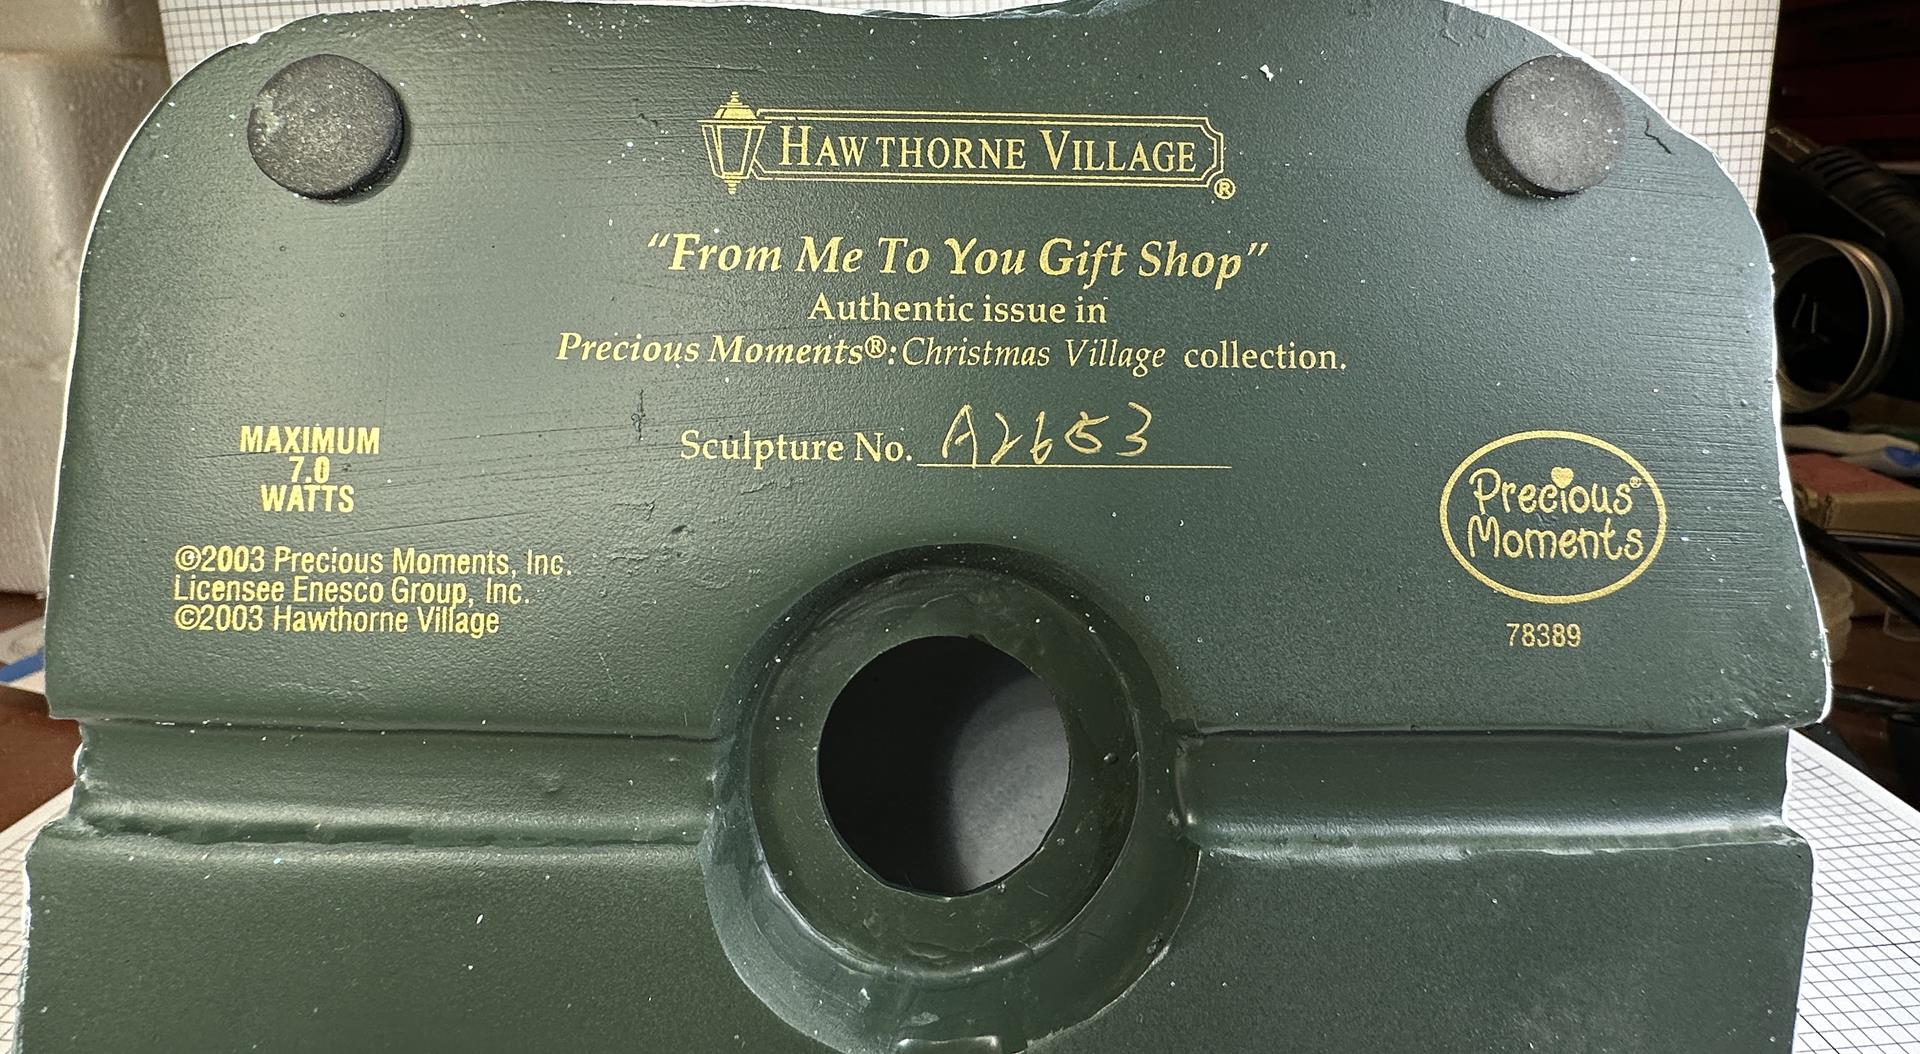 HAWTHORNE VILLAGE®
“From Me To You Gift Shop”
Authentic issue in
Precious Moments®: Christmas Village collection.
Sculpture No. A2653
MAXIMUM
7.0
WATTS
©2003 Precious Moments, Inc.
Licensee Enesco Group, Inc.
©2003 Hawthorne Village
Precious®
Moments
78389